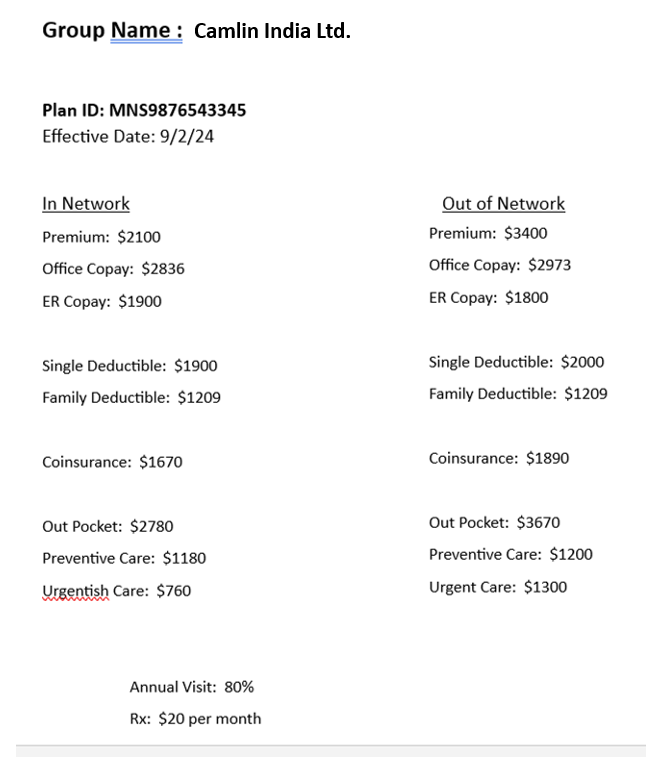 Group Name : Camlin India Ltd.
Plan ID: MNS9876543345
Effective Date: 9/2/24
In Network
Premium: $2100
Office Copay: $2836
ER Copay: $1900
Single Deductible: $1900
Family Deductible: $1209
Coinsurance: $1670
Out Pocket: $2780
Preventive Care: $1180
Urgentish Care: $760
Out of Network
Premium: $3400
Office Copay: $2973
ER Copay: $1800
Single Deductible: $2000
Family Deductible: $1209
Coinsurance: $1890
Out Pocket: $3670
Preventive Care: $1200
Urgent Care: $1300
Annual Visit: 80%
Rx: $20 per month